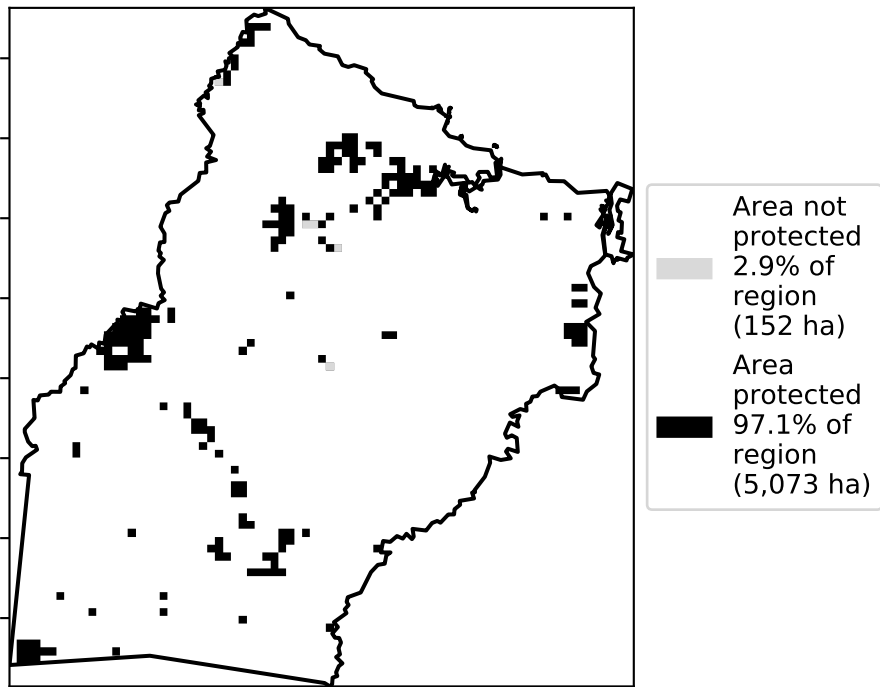 Area not
protected
2.9% of
region
(152 ha)
Area
protected
97.1% of
region
(5,073 ha)